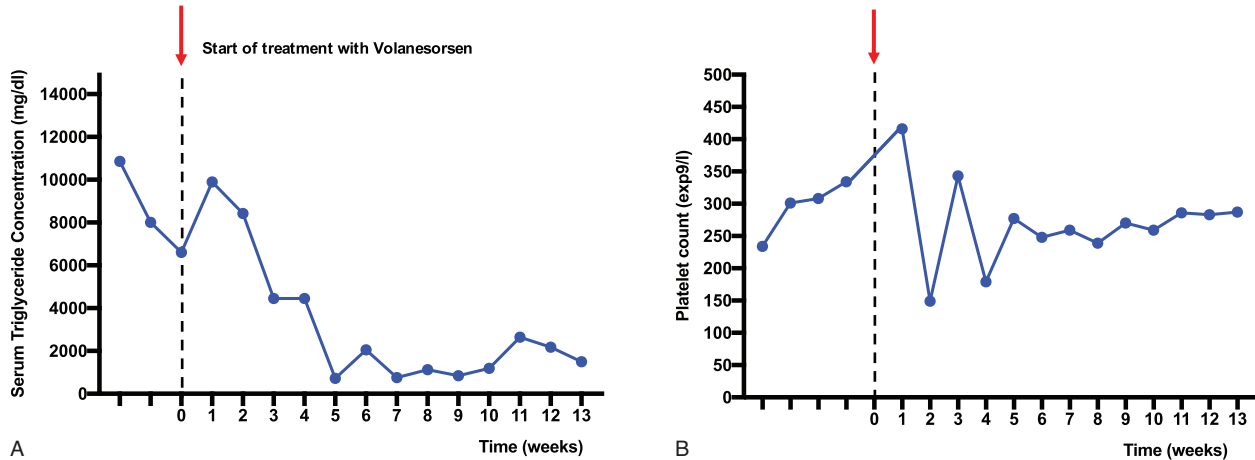 Start of treatment with Volanesorsen
Serum Triglyceride Concentration (mg/dl)
14000
12000
10000
8000
6000
4000
2000
0
0 1 2 3 4 5 6 7 8 9 10 11 12 13
Time (weeks)
A
Platelet count (exp9/l)
500
450
400
350
300
250
200
150
100
50
0
0 1 2 3 4 5 6 7 8 9 10 11 12 13
Time (weeks)
B